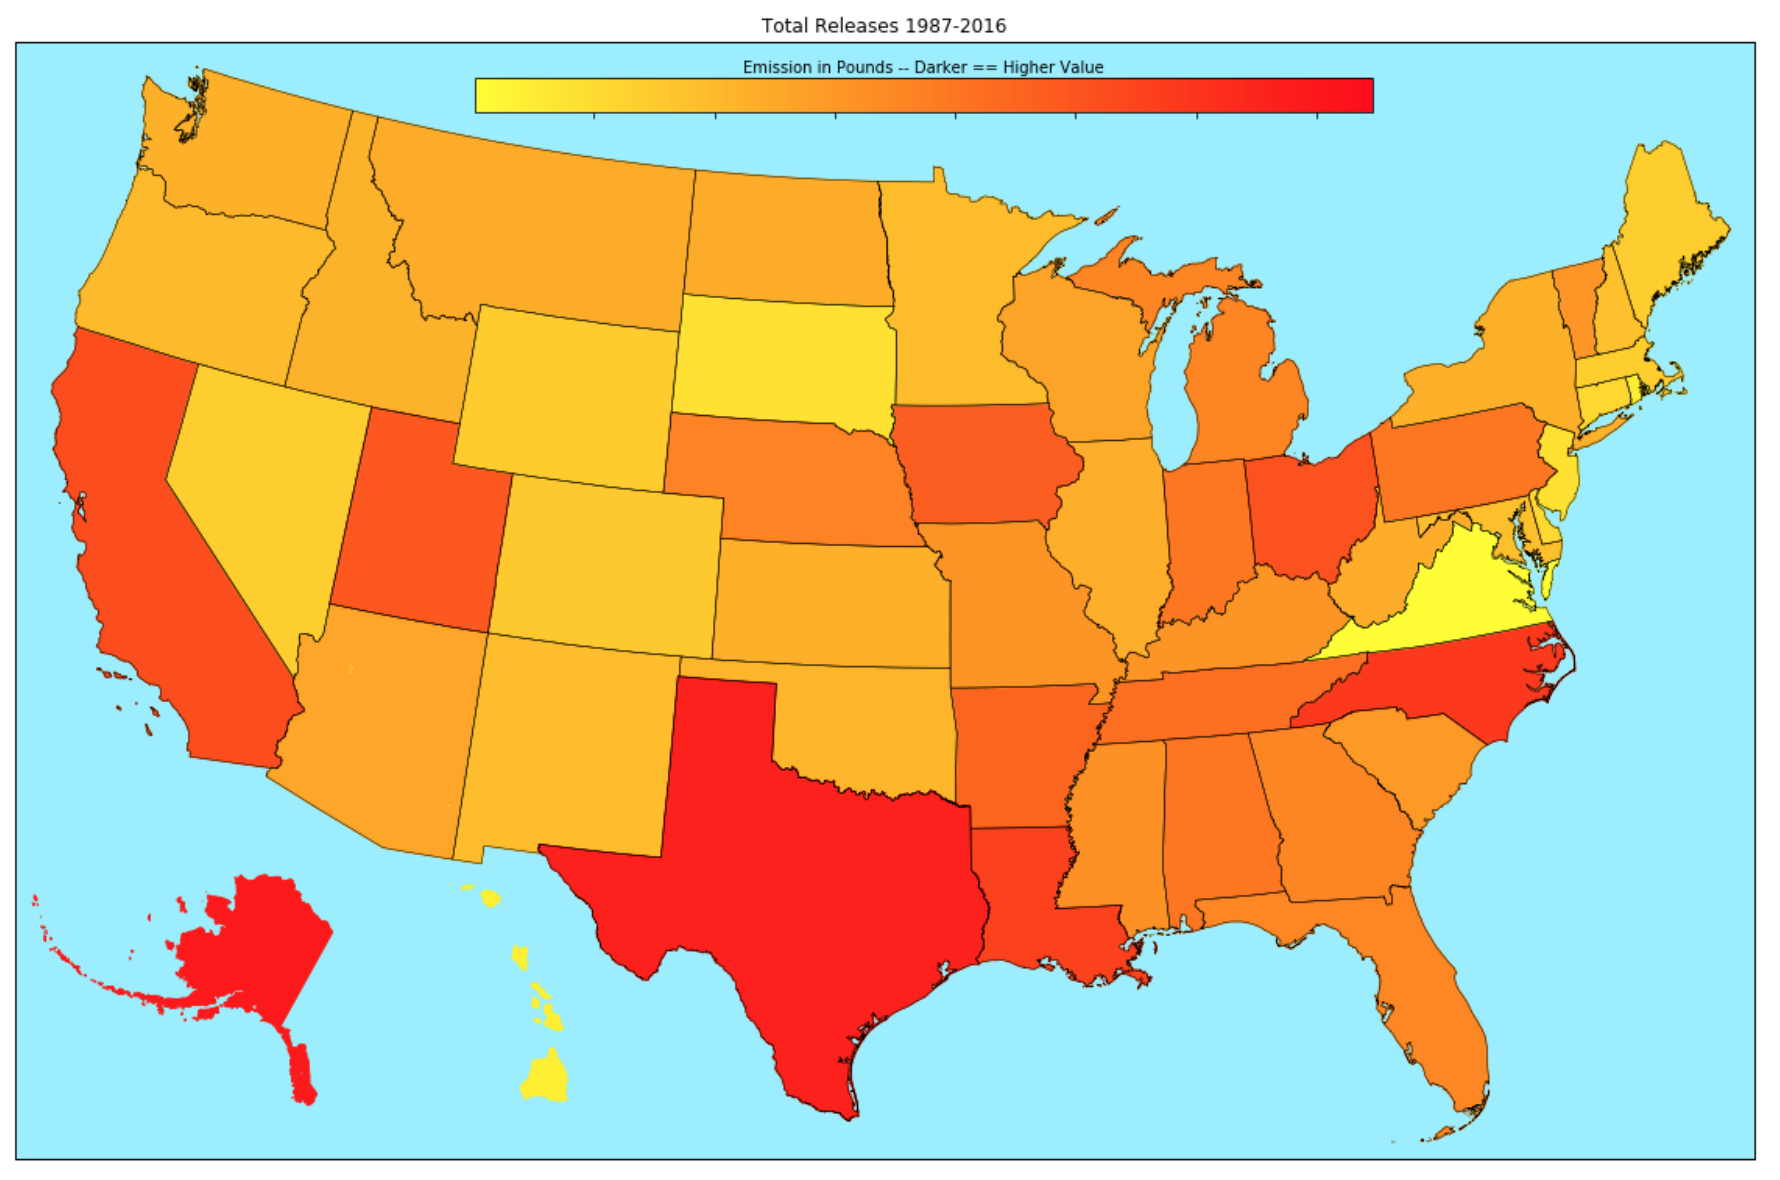 Total Releases 1987-2016
Emission in Pounds -- Darker == Higher Value